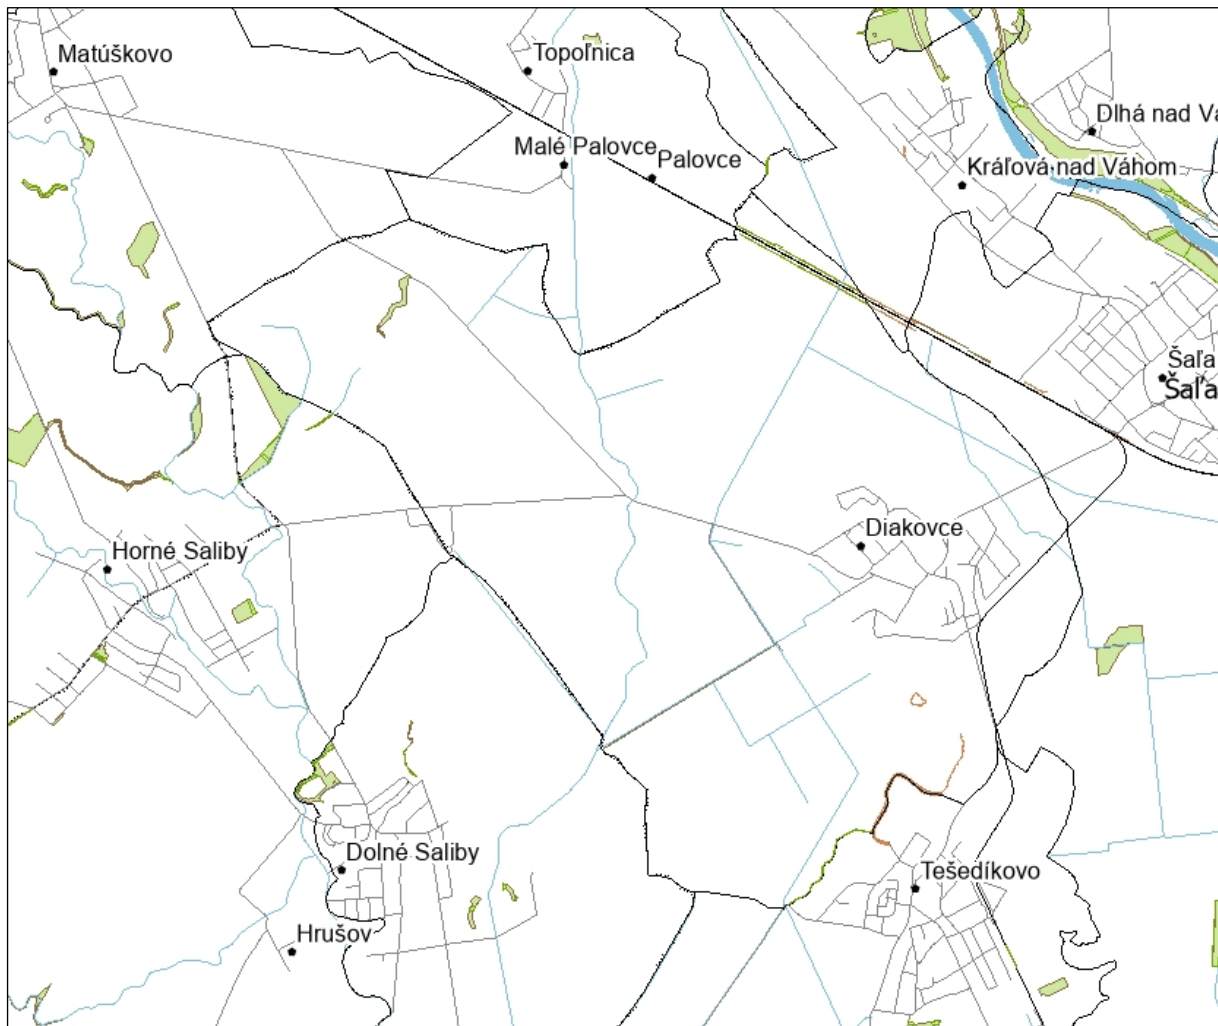 Matúškovo
Topoľnica
Dlhá nad Vá
Malé Palovce
Palovce
Kráľová nad Váhom
Šaľa
Šaľa
Diakovce
Horné Saliby
Dolné Saliby
Tešedíkovo
Hrušov